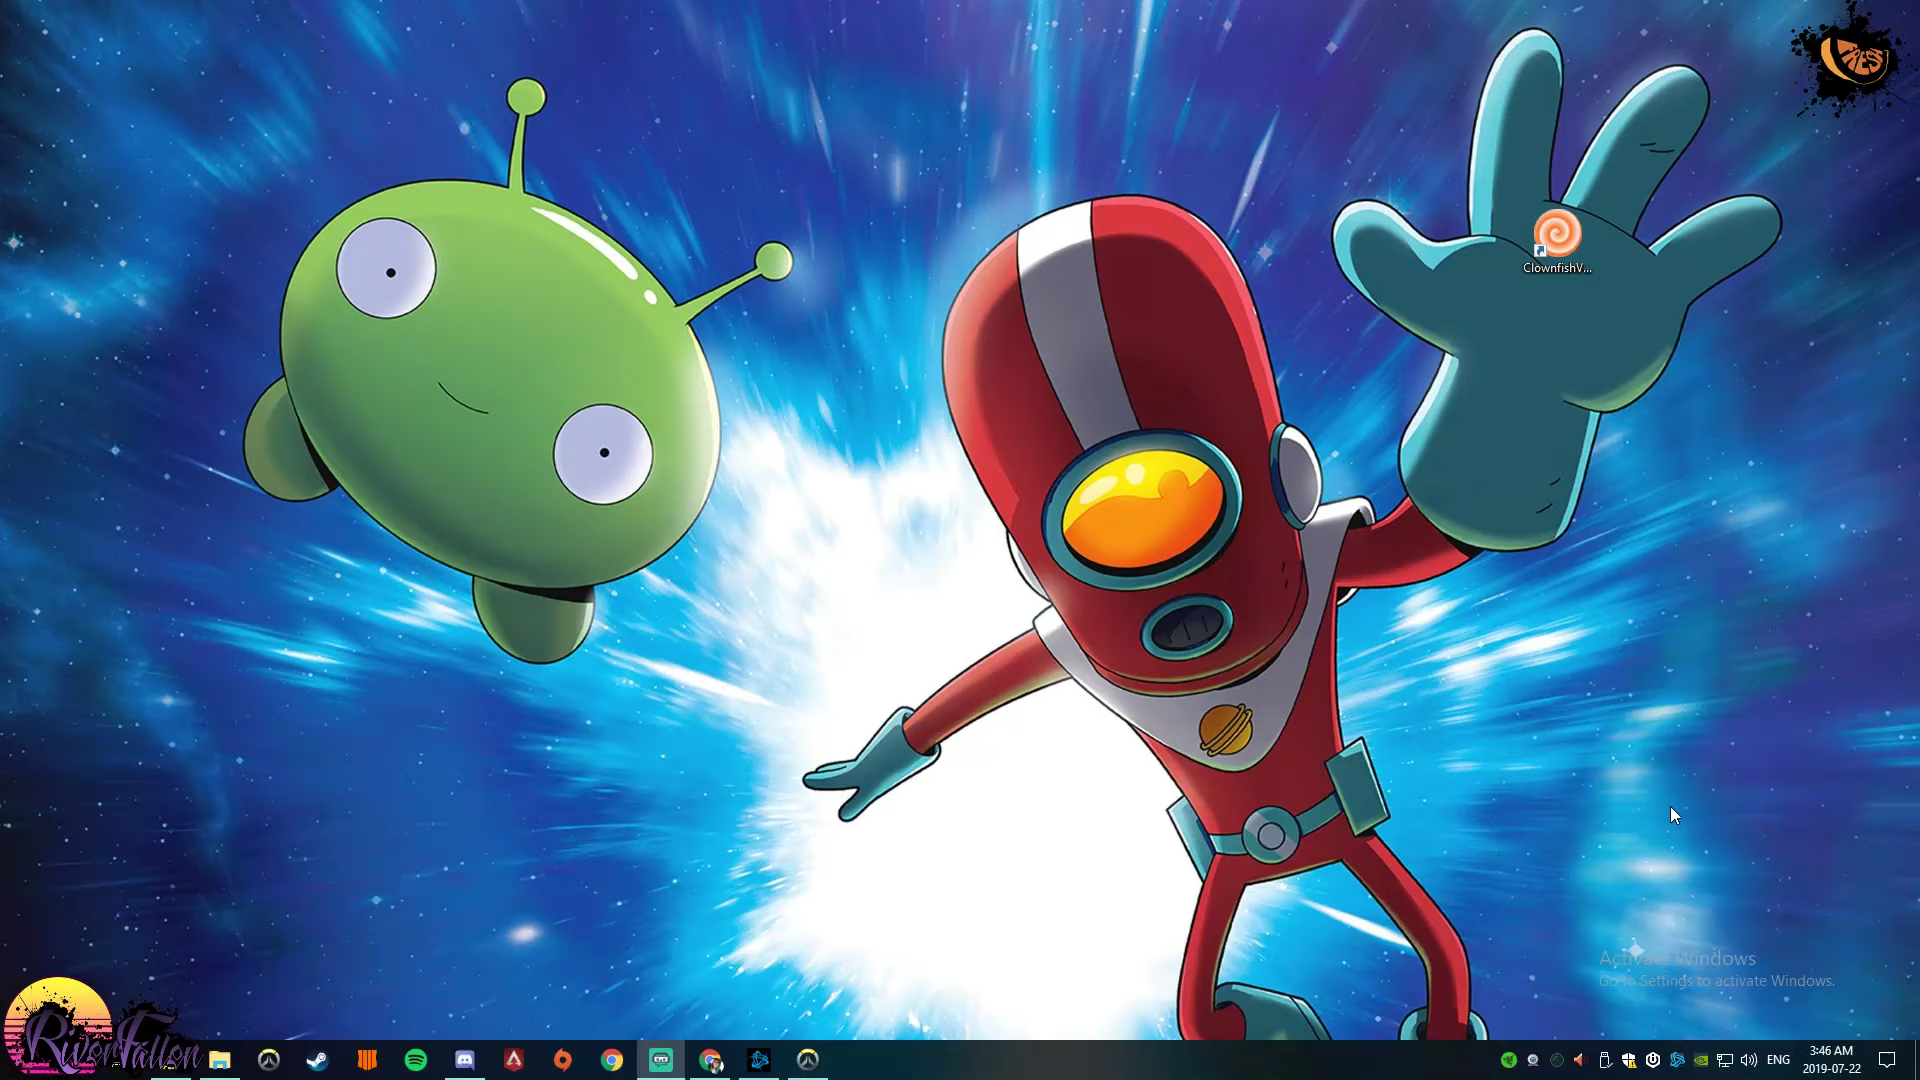 ClownfishV...
Activate Windows
Go to Settings to activate Windows.
RiverFallen
ENG
3:46 AM
2019-07-22